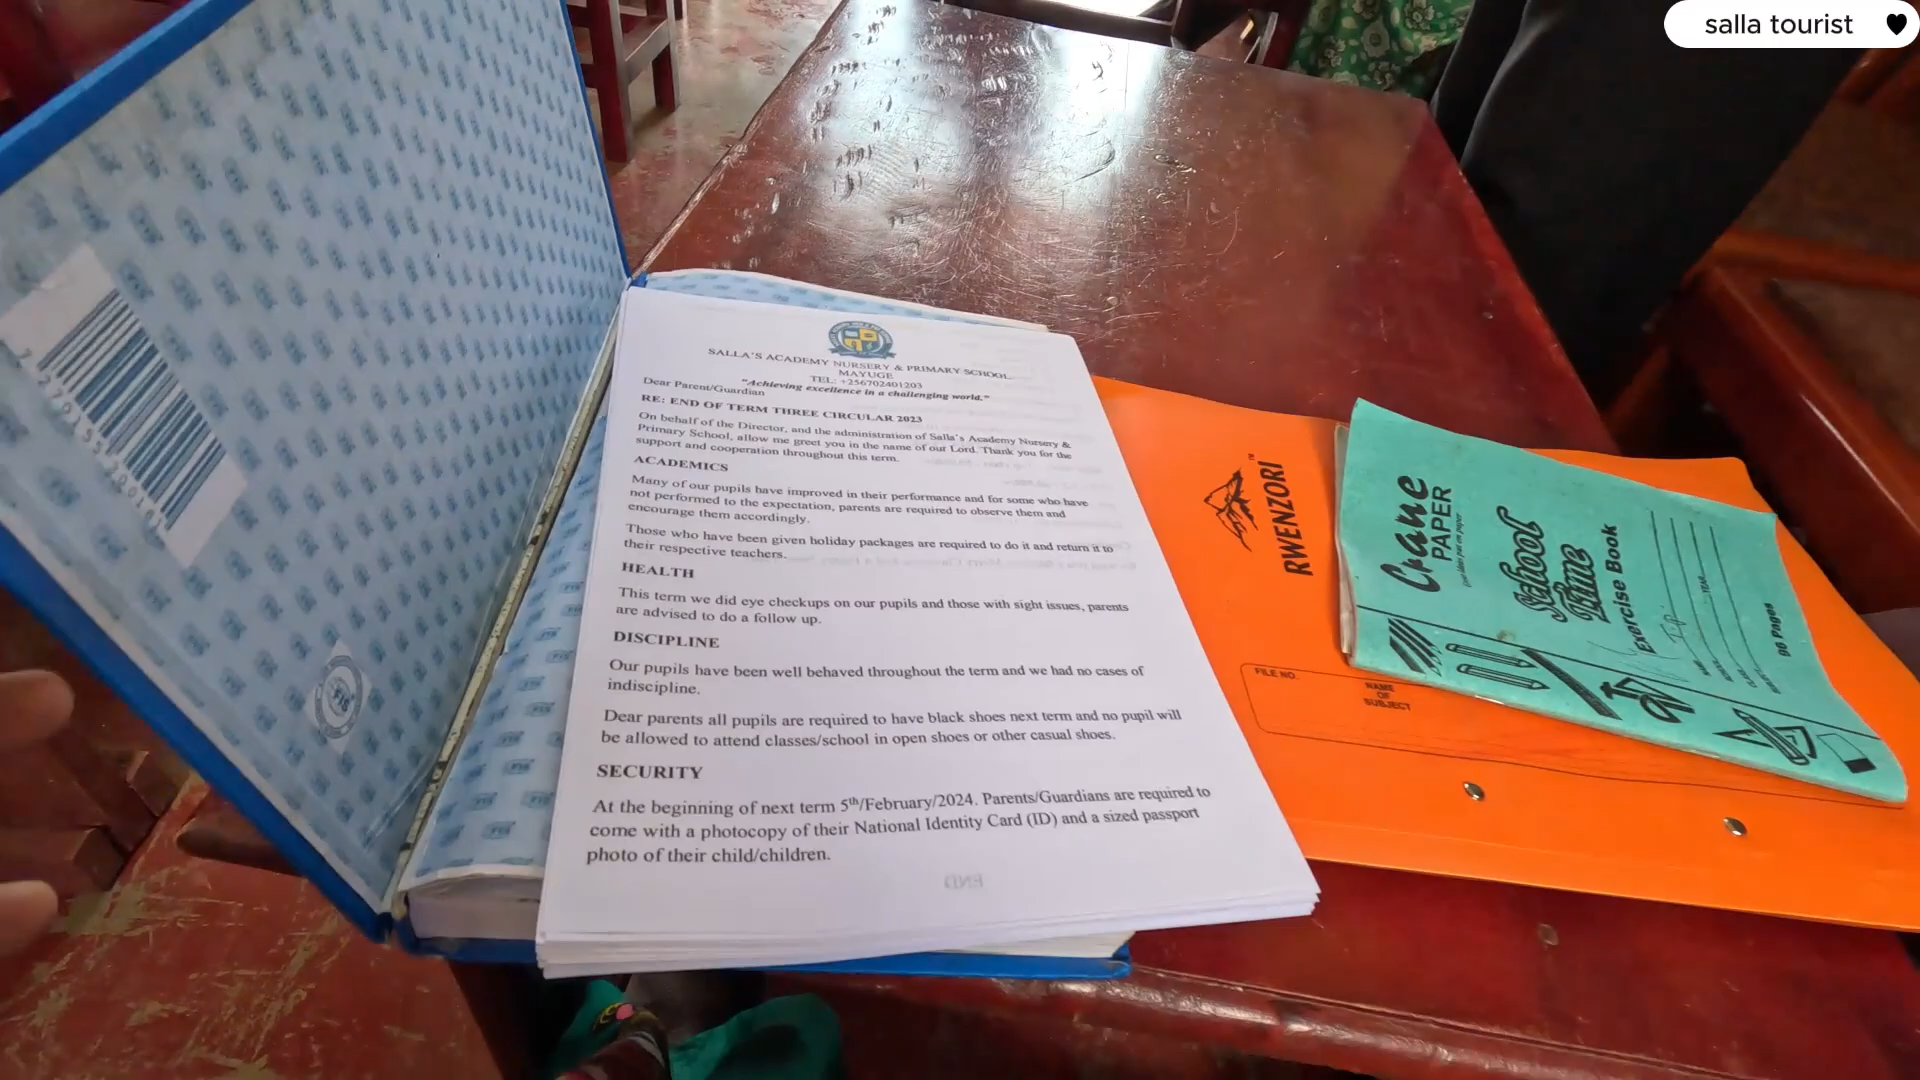 salla tourist
SALLA'S ACADEMY NURSERY & PRIMARY SCHOOL
MAYUGE
TEL: +256702401203
"Achieving excellence in a challenging world."
Dear Parent/Guardian
RE: END OF TERM THREE CIRCULAR 2023
On behalf of the Director, and the administration of Salla's Academy Nursery &
Primary School, allow me greet you in the name of our Lord. Thank you for the
support and cooperation throughout this term.
ACADEMICS
Many of our pupils have improved in their performance and for some who have
not performed to the expectation, parents are required to observe them and
encourage them accordingly.
Those who have been given holiday packages are required to do it and return it to
their respective teachers.
HEALTH
This term we did eye checkups on our pupils and those with sight issues, parents
are advised to do a follow up.
DISCIPLINE
Our pupils have been well behaved throughout the term and we had no cases of
indiscipline.
Dear parents all pupils are required to have black shoes next term and no pupil will
be allowed to attend classes/school in open shoes or other casual shoes.
SECURITY
At the beginning of next term 5th/February/2024. Parents/Guardians are required to
come with a photocopy of their National Identity Card (ID) and a sized passport
photo of their child/children.
END
RWENZORI
FILE NO.
NAME
OF
SUBJECT
Crane
PAPER
School
Time
Exercise Book
96 Pages